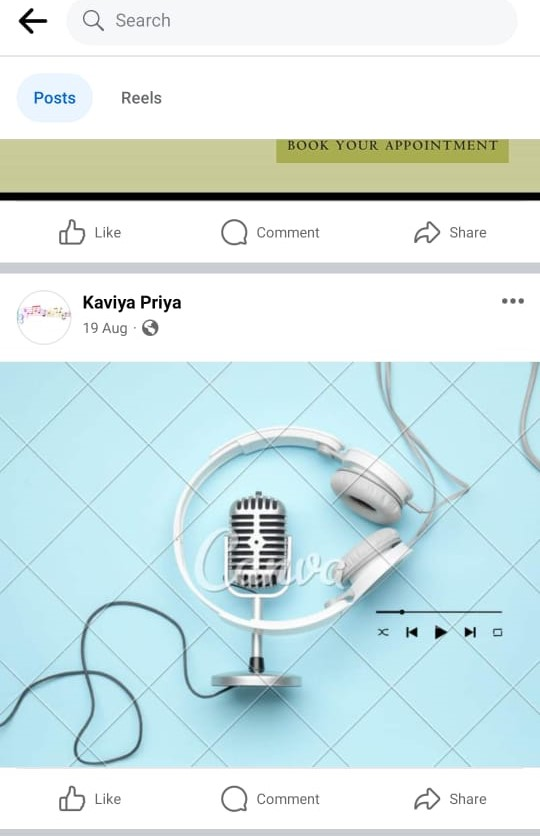 Search
Posts Reels
BOOK YOUR APPOINTMENT
Like Comment Share
Kaviya Priya
19 Aug ·
Canva
Like Comment Share